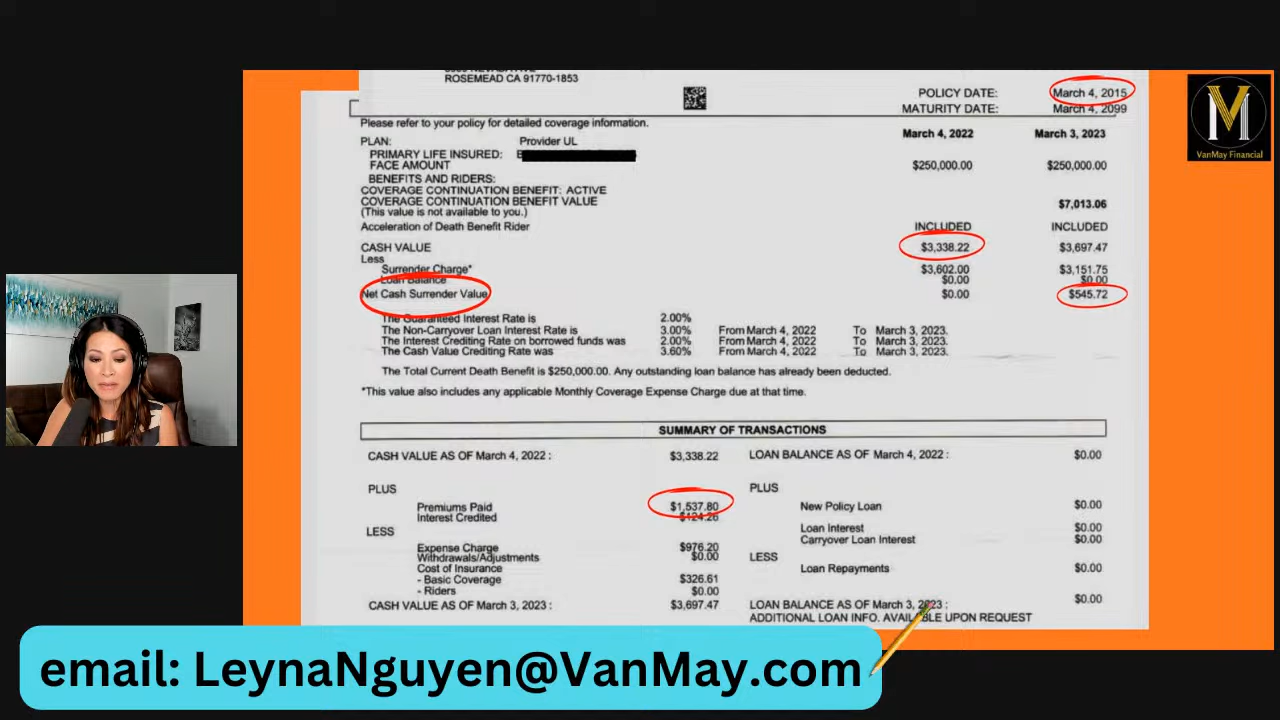 ROSEMEAD CA 91770-1853
POLICY DATE: March 4, 2015
MATURITY DATE: March 4, 2099
Please refer to your policy for detailed coverage information.
March 4, 2022 March 3, 2023
PLAN: Provider UL
PRIMARY LIFE INSURED:
FACE AMOUNT $250,000.00 $250,000.00
BENEFITS AND RIDERS:
COVERAGE CONTINUATION BENEFIT: ACTIVE
COVERAGE CONTINUATION BENEFIT VALUE $7,013.06
(This value is not available to you.)
Acceleration of Death Benefit Rider INCLUDED INCLUDED
CASH VALUE $3,338.22 $3,697.47
Less
Surrender Charge* $3,602.00 $3,151.75
Loan Balance $0.00 $0.00
Net Cash Surrender Value $0.00 $545.72
The Guaranteed Interest Rate is 2.00%
The Non-Carryover Loan Interest Rate is 3.00% From March 4, 2022 To March 3, 2023.
The Interest Crediting Rate on borrowed funds was 2.00% From March 4, 2022 To March 3, 2023.
The Cash Value Crediting Rate was 3.60% From March 4, 2022 To March 3, 2023.
The Total Current Death Benefit is $250,000.00. Any outstanding loan balance has already been deducted.
*This value also includes any applicable Monthly Coverage Expense Charge due at that time.
SUMMARY OF TRANSACTIONS
CASH VALUE AS OF March 4, 2022 : $3,338.22 LOAN BALANCE AS OF March 4, 2022 : $0.00
PLUS PLUS
Premiums Paid $1,537.80 New Policy Loan $0.00
Interest Credited $124.26
Loan Interest $0.00
LESS Carryover Loan Interest $0.00
Expense Charge $976.20
Withdrawals/Adjustments $0.00 LESS
Cost of Insurance Loan Repayments $0.00
- Basic Coverage $326.61
- Riders $0.00
$0.00
CASH VALUE AS OF March 3, 2023 : $3,697.47 LOAN BALANCE AS OF March 3, 2023 :
ADDITIONAL LOAN INFO. AVAILABLE UPON REQUEST
VM
VanMay Financial
email: LeynaNguyen@VanMay.com